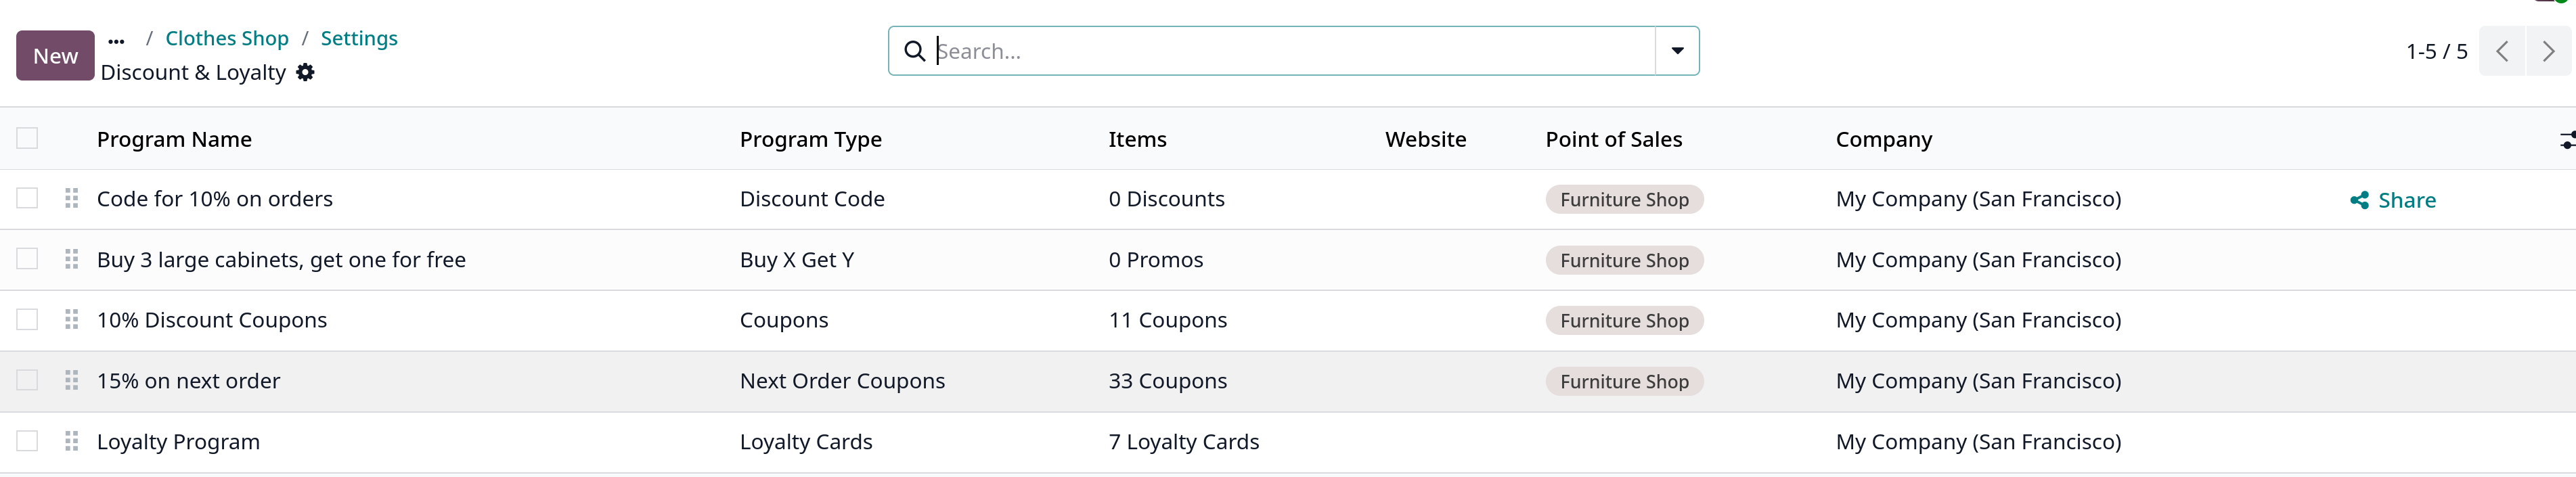 New ... / Clothes Shop / Settings
Discount & Loyalty
Search...
1-5 / 5
Program Name Program Type Items Website Point of Sales Company
Code for 10% on orders Discount Code 0 Discounts Furniture Shop My Company (San Francisco) Share
Buy 3 large cabinets, get one for free Buy X Get Y 0 Promos Furniture Shop My Company (San Francisco)
10% Discount Coupons Coupons 11 Coupons Furniture Shop My Company (San Francisco)
15% on next order Next Order Coupons 33 Coupons Furniture Shop My Company (San Francisco)
Loyalty Program Loyalty Cards 7 Loyalty Cards My Company (San Francisco)